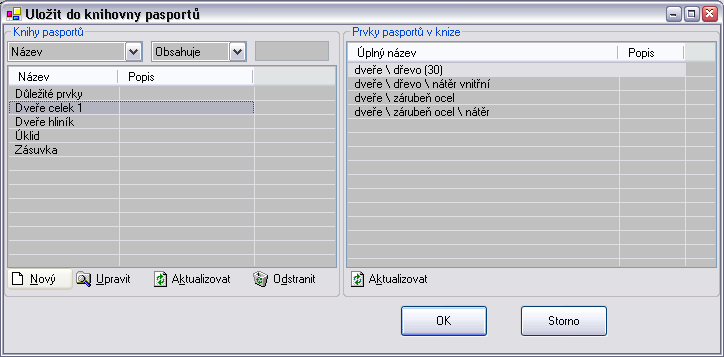 Uložit do knihovny pasportů
Knihy pasportů
Název Obsahuje
Název Popis
Důležité prvky
Dveře celek 1
Dveře hliník
Úklid
Zásuvka
Nový Upravit Aktualizovat Odstranit
Prvky pasportů v knize
Úplný název Popis
dveře \ dřevo (30)
dveře \ dřevo \ nátěr vnitřní
dveře \ zárubeň ocel
dveře \ zárubeň ocel \ nátěr
Aktualizovat
OK Storno